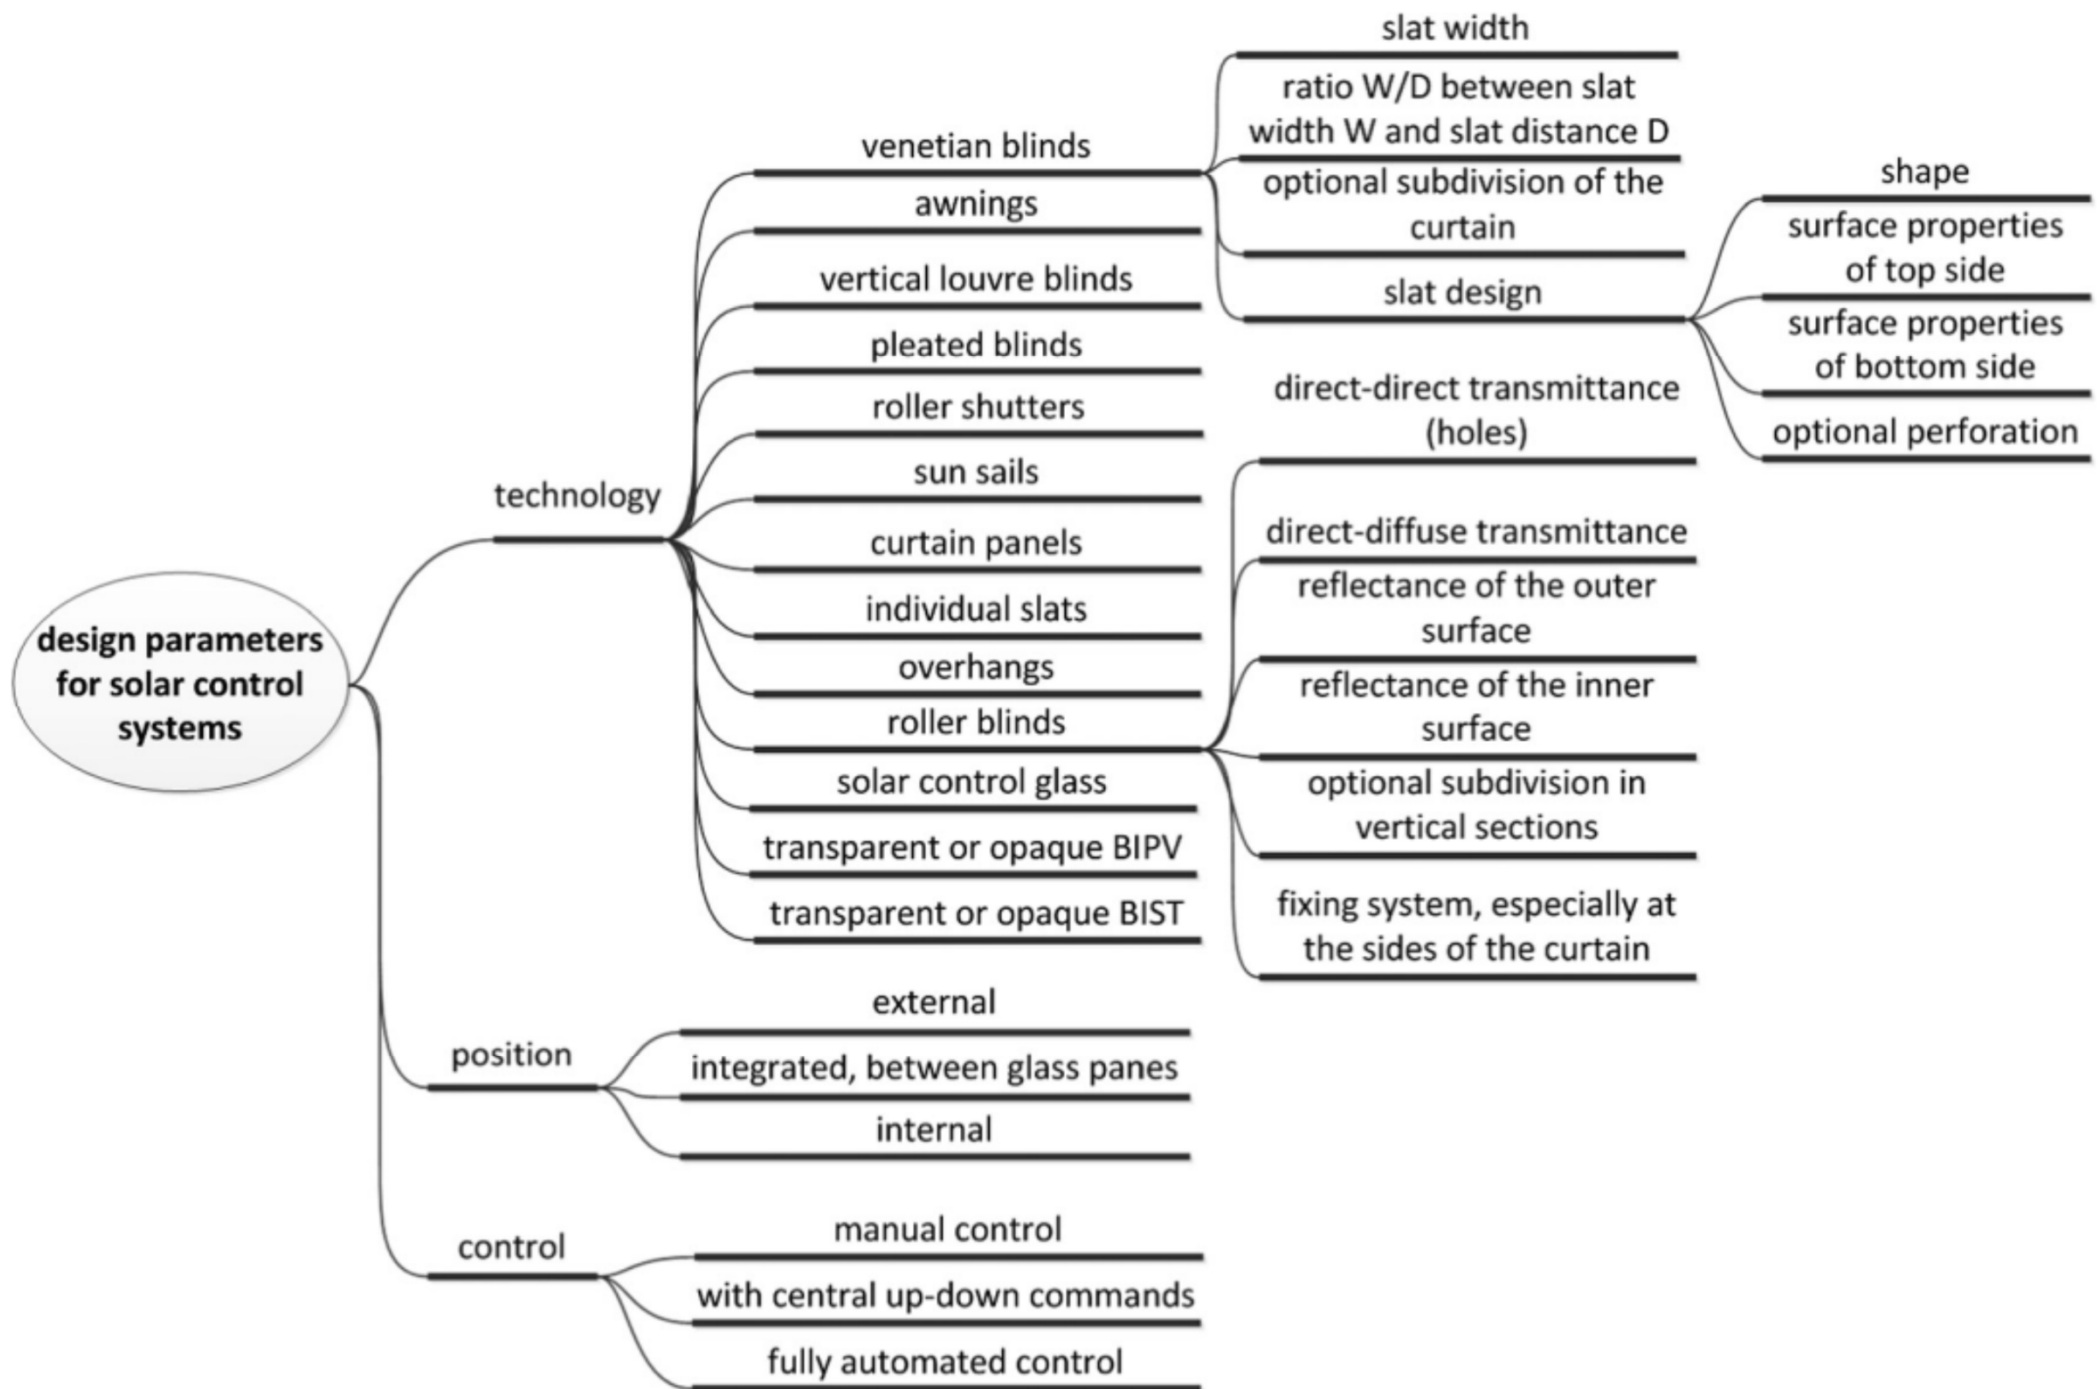 design parameters
for solar control
systems
technology
venetian blinds
slat width
ratio W/D between slat
width W and slat distance D
optional subdivision of the
curtain
slat design
shape
surface properties
of top side
surface properties
of bottom side
optional perforation
awnings
vertical louvre blinds
pleated blinds
roller shutters
sun sails
curtain panels
individual slats
overhangs
roller blinds
direct-direct transmittance
(holes)
direct-diffuse transmittance
reflectance of the outer
surface
reflectance of the inner
surface
optional subdivision in
vertical sections
fixing system, especially at
the sides of the curtain
solar control glass
transparent or opaque BIPV
transparent or opaque BIST
position
external
integrated, between glass panes
internal
control
manual control
with central up-down commands
fully automated control